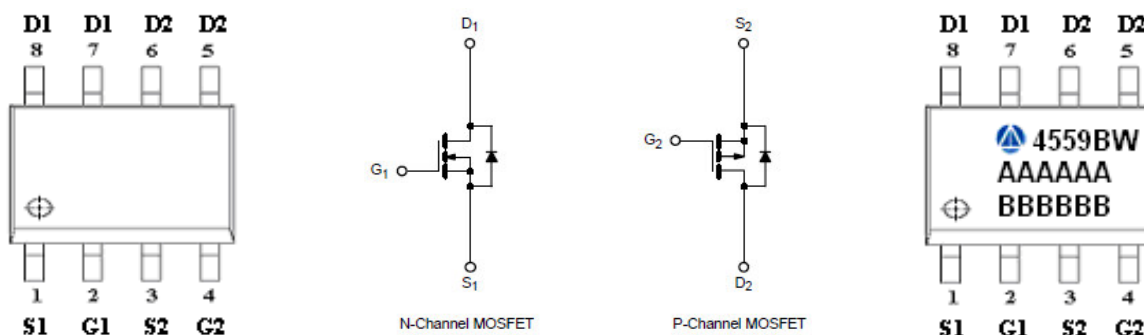 D1 D1 D2 D2
8 7 6 5
1 2 3 4
S1 G1 S2 G2
D1
G1
S1
N-Channel MOSFET
S2
G2
D2
P-Channel MOSFET
D1 D1 D2 D2
8 7 6 5
4559BW
AAAAAA
BBBBBB
1 2 3 4
S1 G1 S2 G2